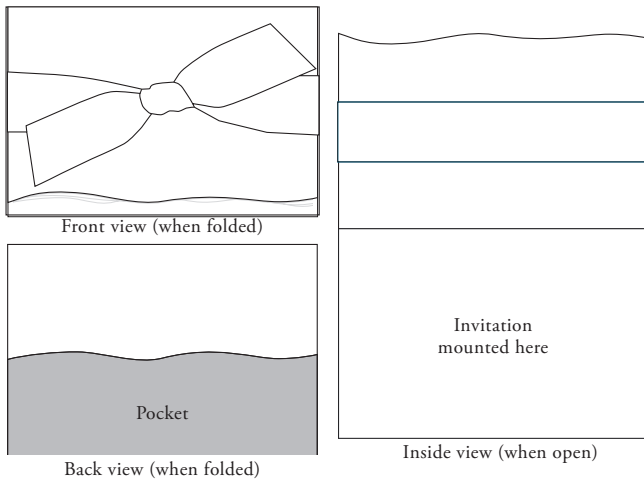 Front view (when folded)
Pocket
Back view (when folded)
Invitation
mounted here
Inside view (when open)